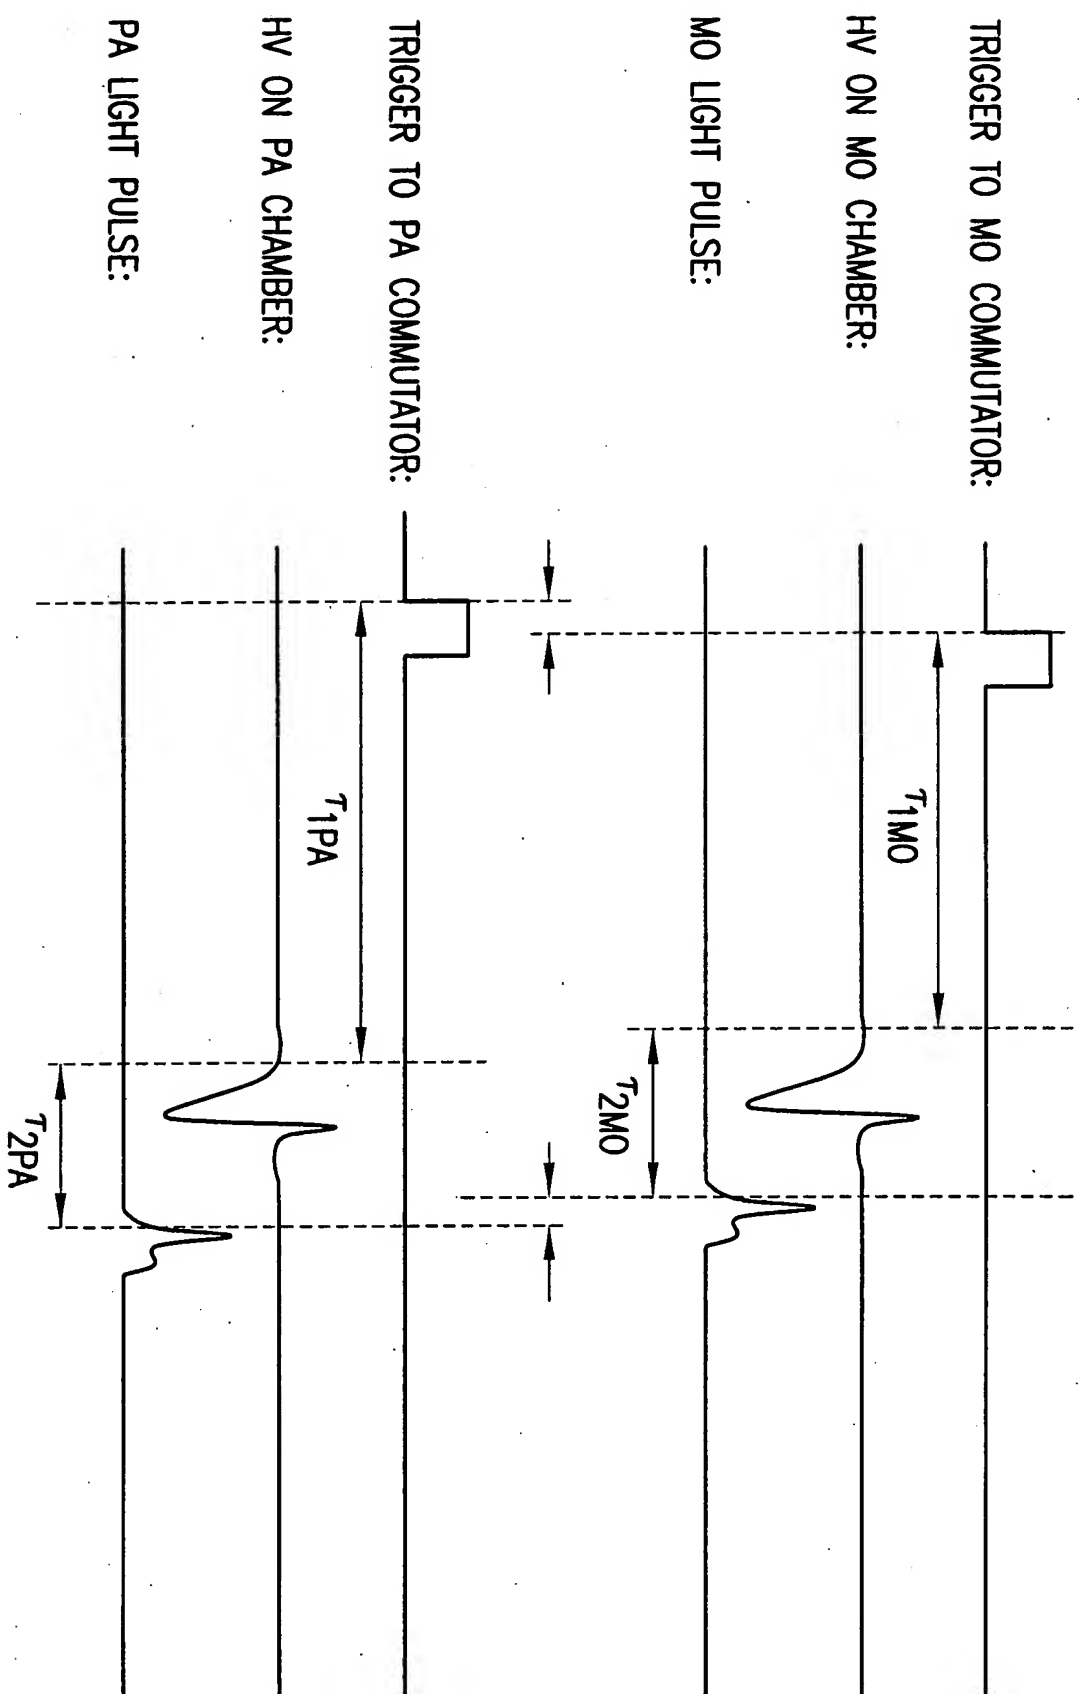 TRIGGER TO MO COMMUTATOR:
τ1MO
HV ON MO CHAMBER:
τ2MO
MO LIGHT PULSE:
TRIGGER TO PA COMMUTATOR:
τ1PA
HV ON PA CHAMBER:
PA LIGHT PULSE:
τ2PA